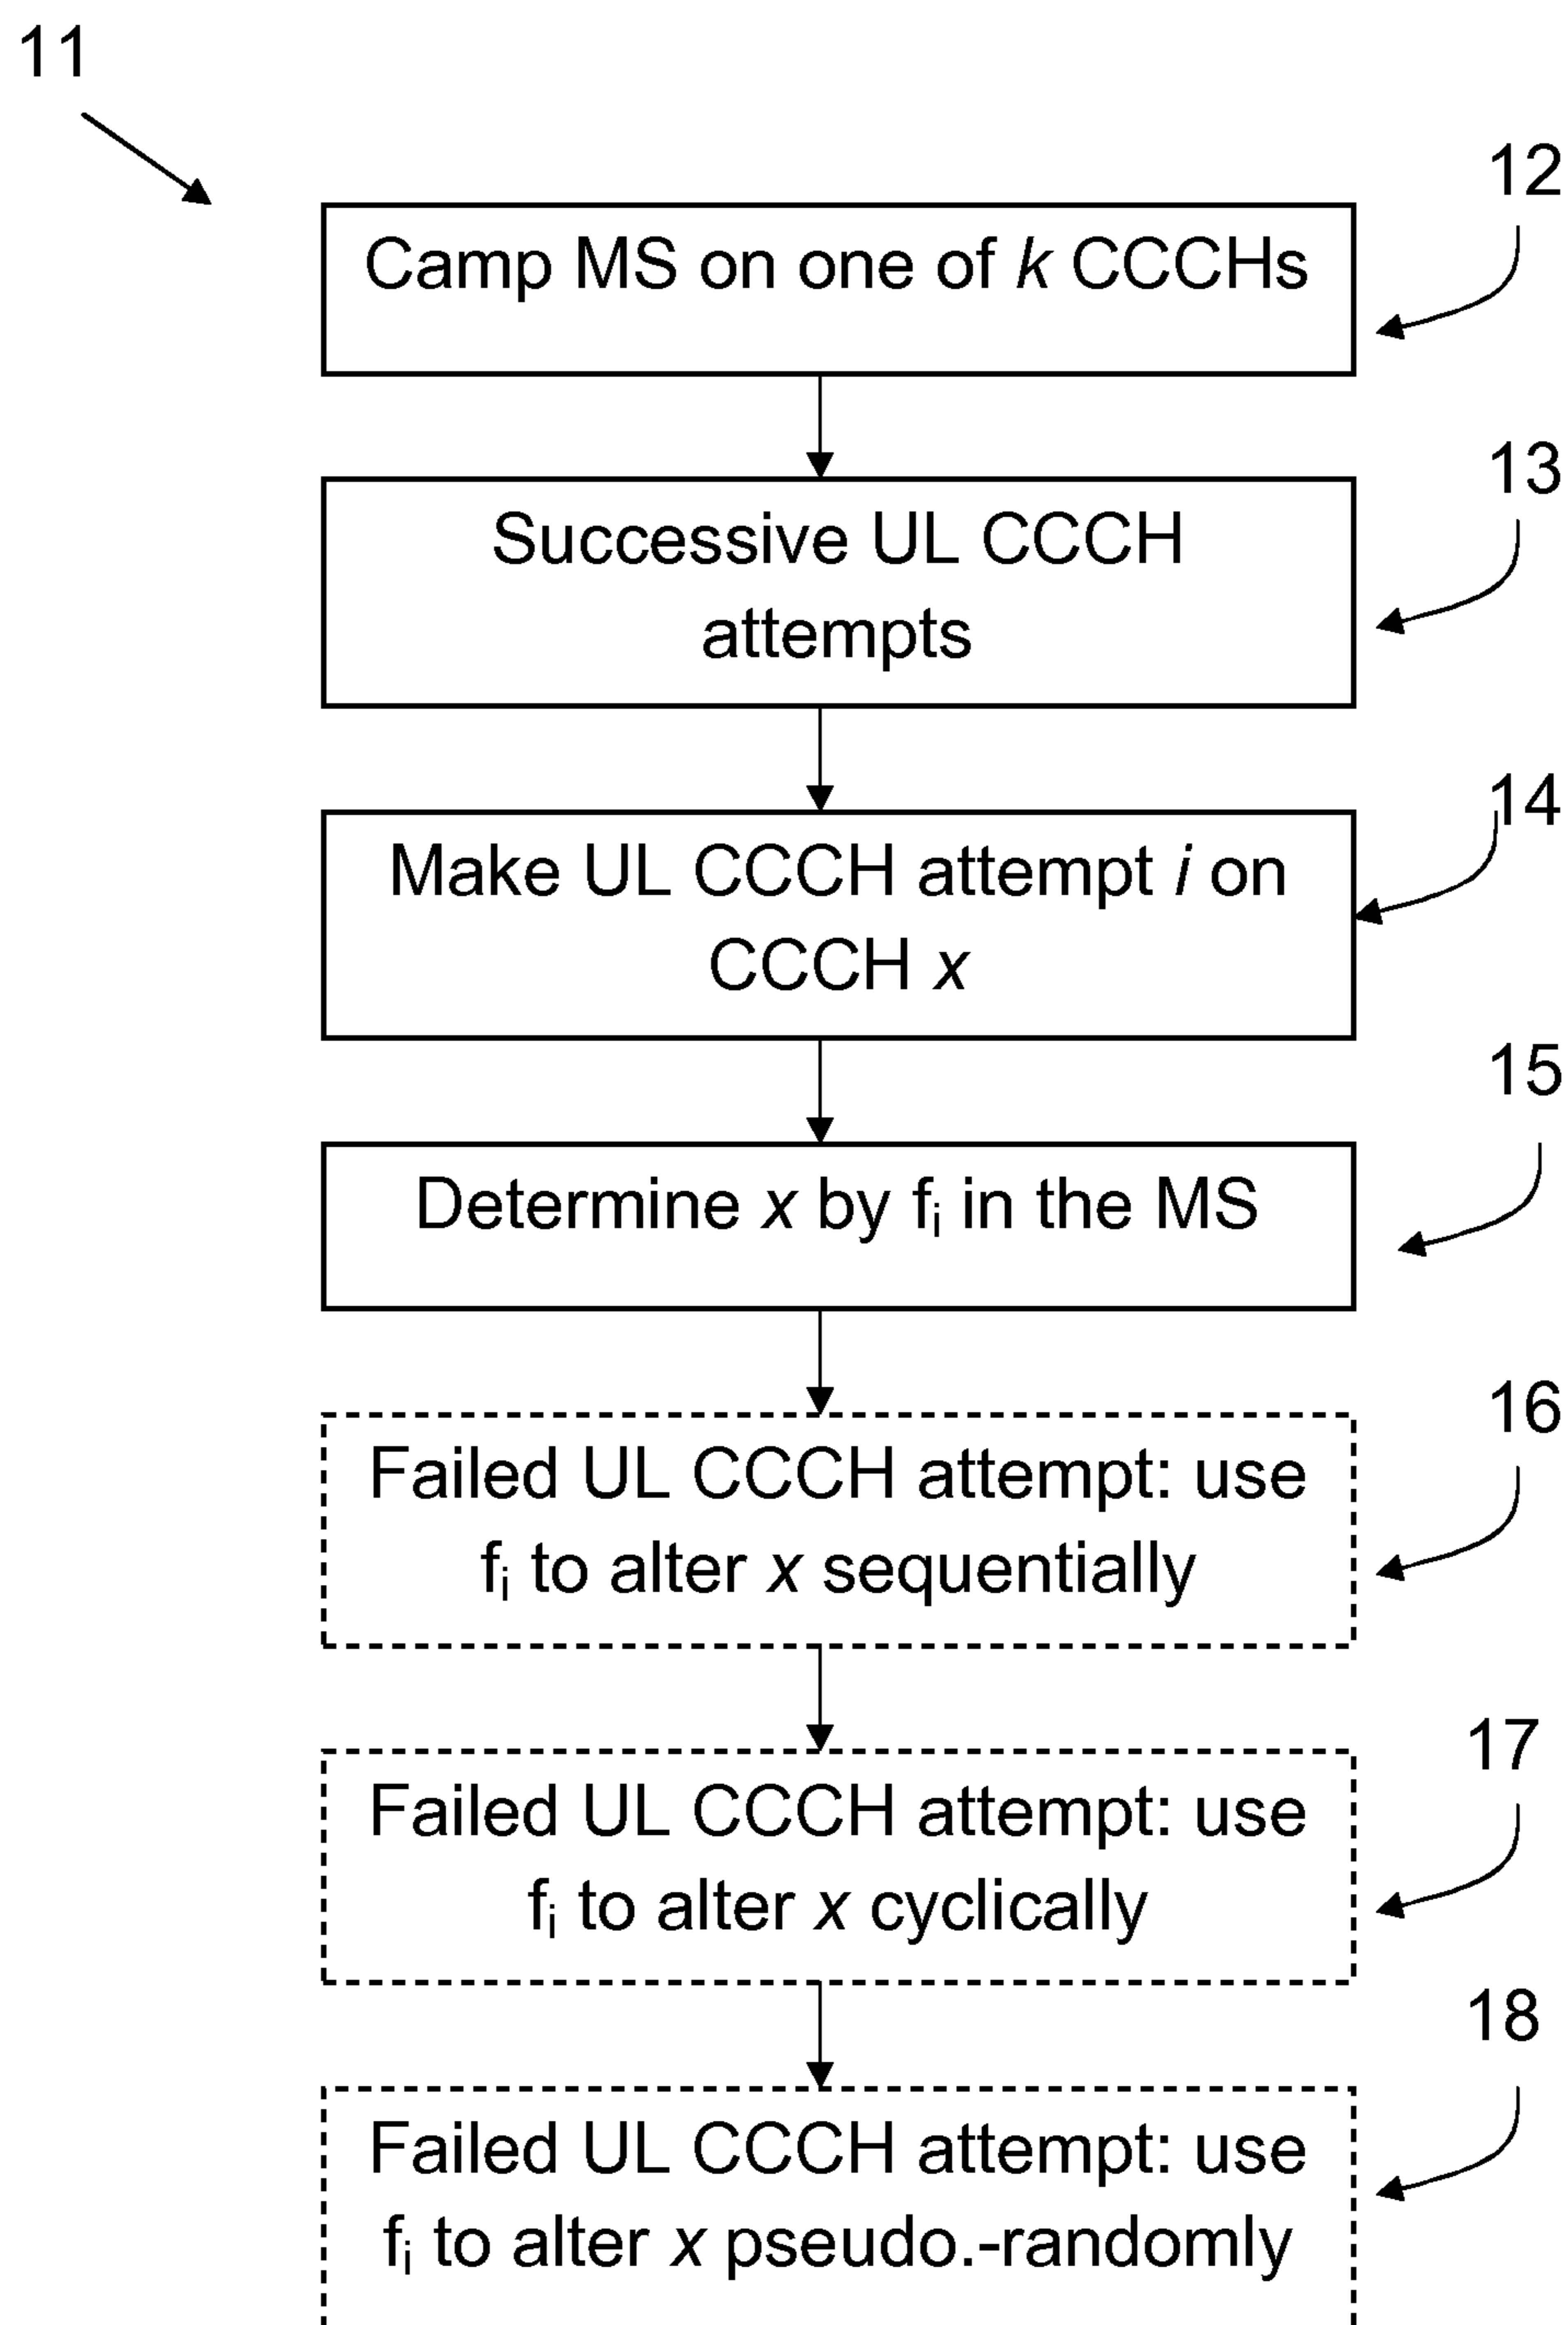 11
12
Camp MS on one of k CCCHs
13
Successive UL CCCH
attempts
14
Make UL CCCH attempt i on
CCCH x
15
Determine x by fi in the MS
16
Failed UL CCCH attempt: use
fi to alter x sequentially
17
Failed UL CCCH attempt: use
fi to alter x cyclically
18
Failed UL CCCH attempt: use
fi to alter x pseudo.-randomly